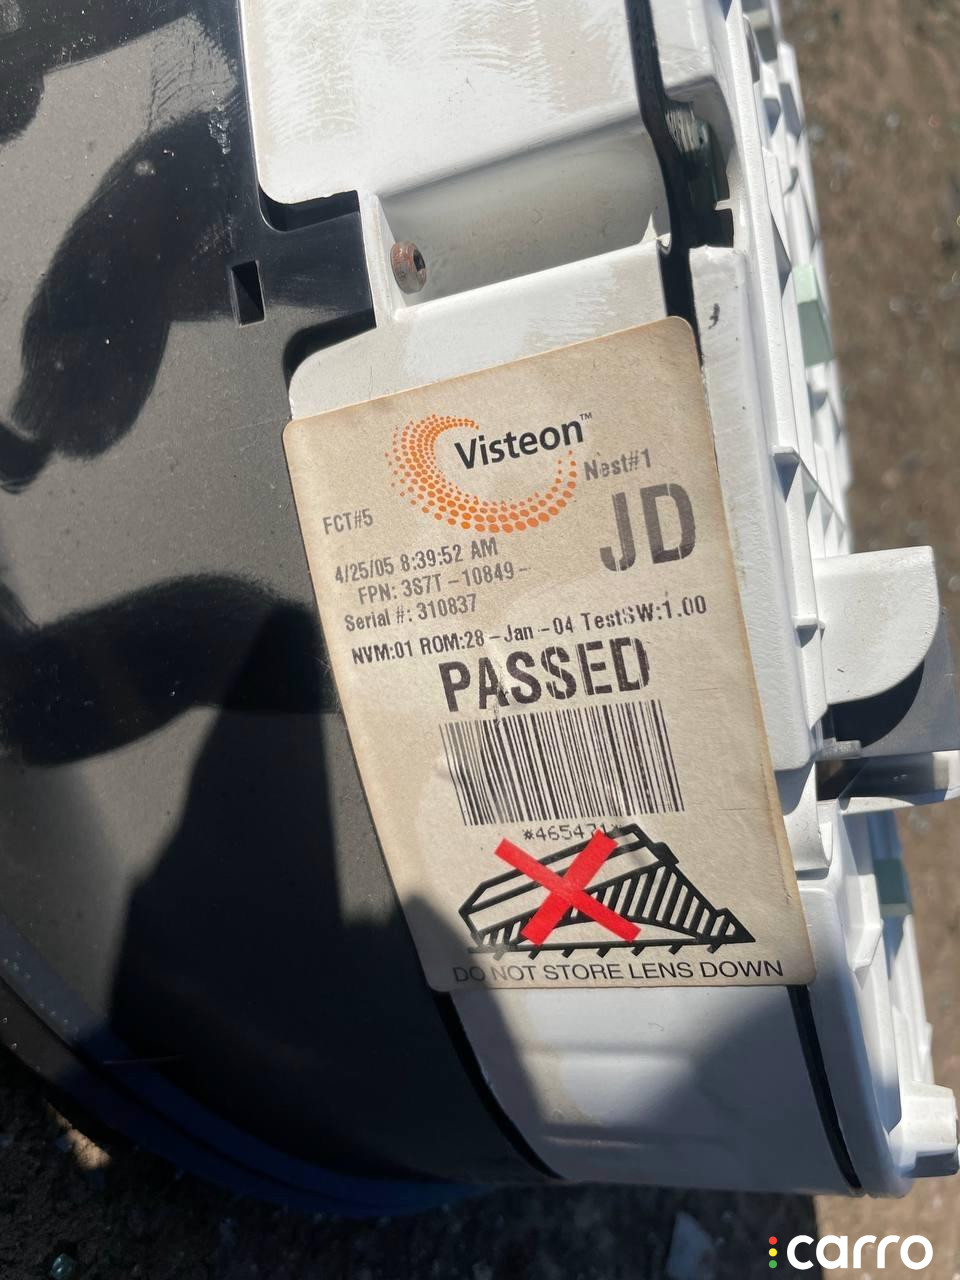 Visteon™
Nest#1
FCT#5
JD
4/25/05 8:39:52 AM
FPN: 3S7T-10849-
Serial #: 310837
NVM:01 ROM:28-Jan-04 TestSW:1.00
PASSED
DO NOT STORE LENS DOWN
carro